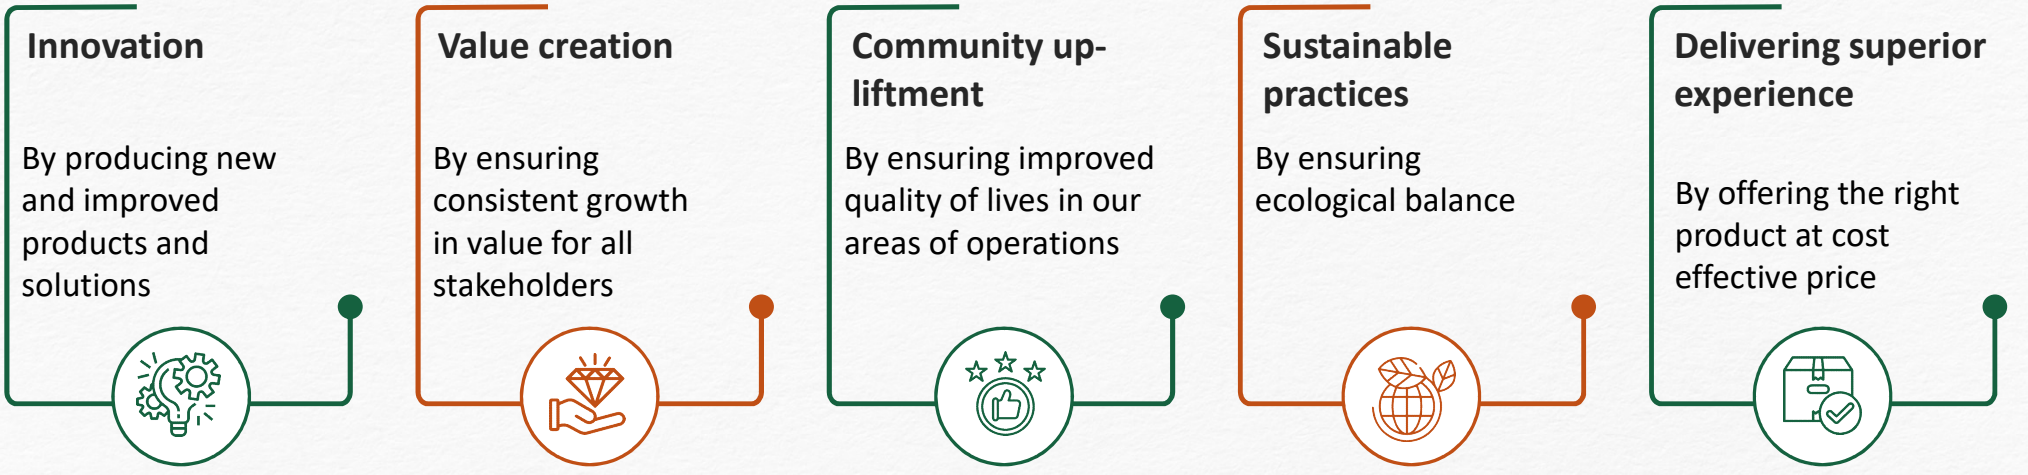 Innovation
By producing new
and improved
products and
solutions
Value creation
By ensuring
consistent growth
in value for all
stakeholders
Community up-
liftment
By ensuring improved
quality of lives in our
areas of operations
Sustainable
practices
By ensuring
ecological balance
Delivering superior
experience
By offering the right
product at cost
effective price